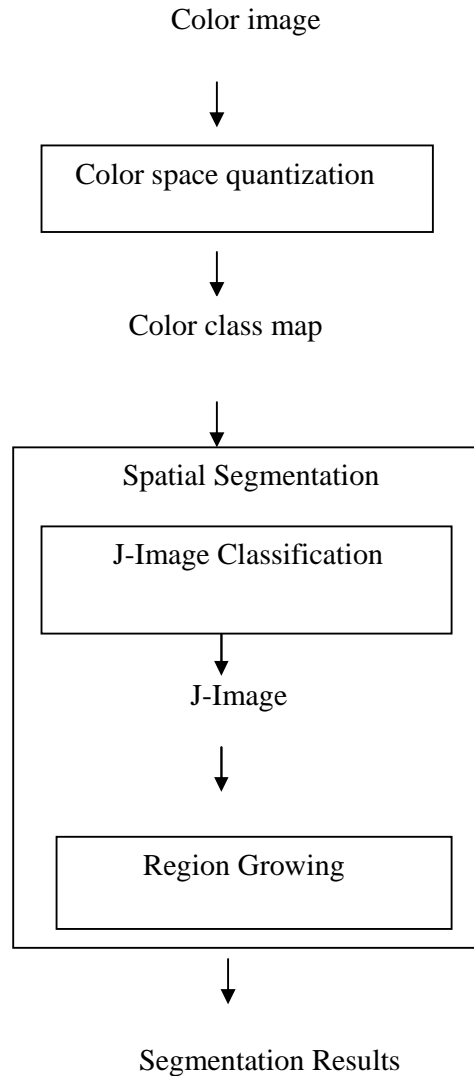 Color image
Color space quantization
Color class map
Spatial Segmentation
J-Image Classification
J-Image
Region Growing
Segmentation Results